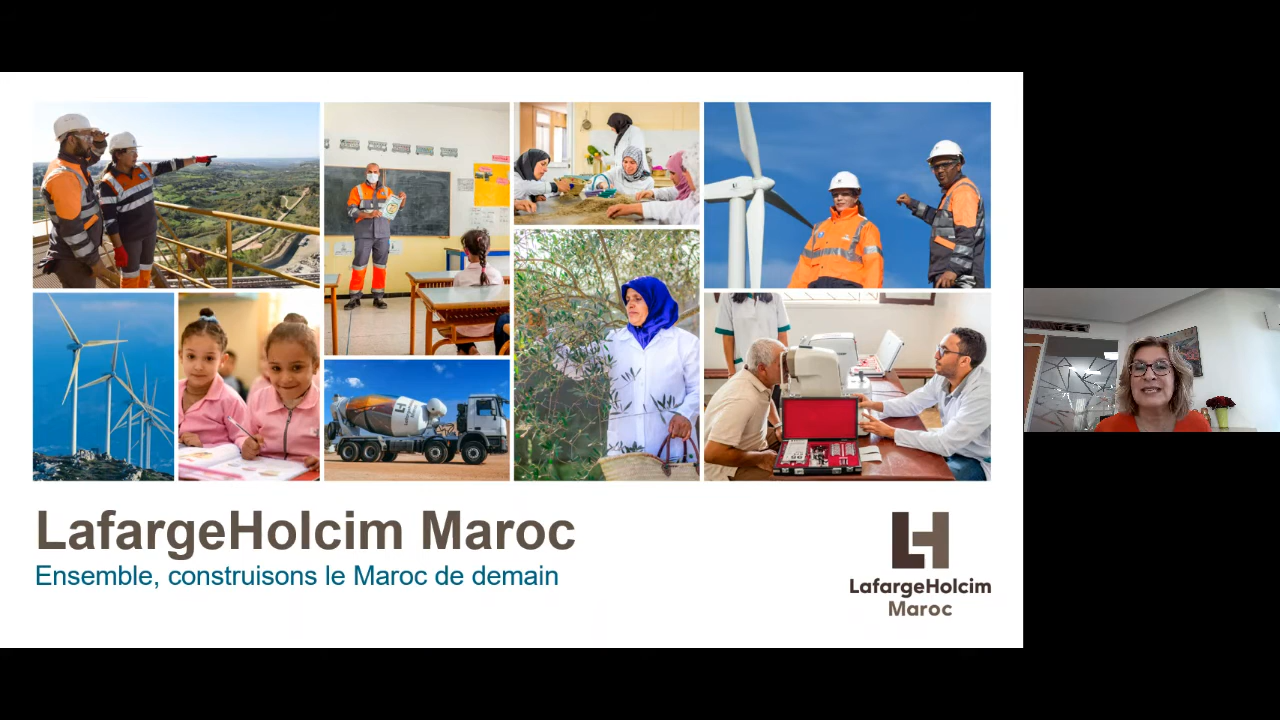 LafargeHolcim Maroc
Ensemble, construisons le Maroc de demain
LafargeHolcim
Maroc